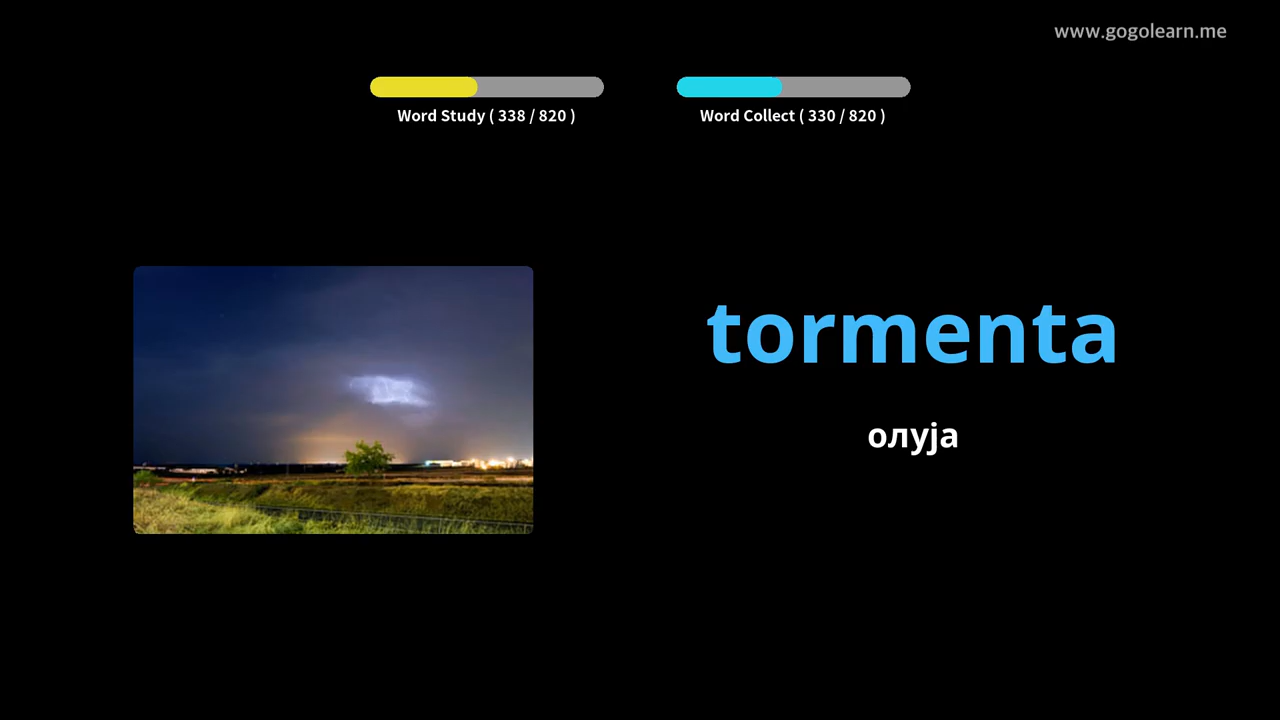 www.gogolearn.me
Word Study ( 338 / 820 )
Word Collect ( 330 / 820 )
tormenta
олуја